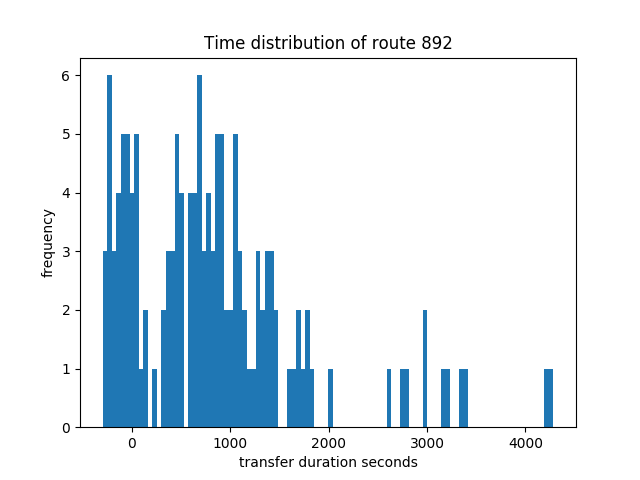 Time distribution of route 892
6
5
4
3
2
1
0
frequency
0 1000 2000 3000 4000
transfer duration seconds